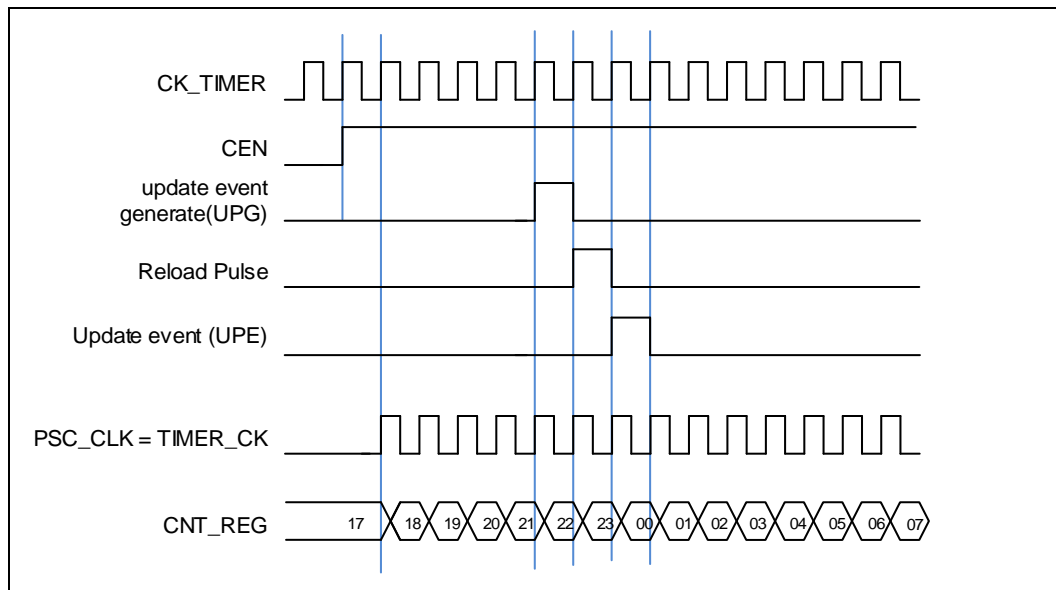 CK_TIMER
CEN
update event
generate(UPG)
Reload Pulse
Update event (UPE)
PSC_CLK = TIMER_CK
CNT_REG 17 18 19 20 21 22 23 00 01 02 03 04 05 06 07